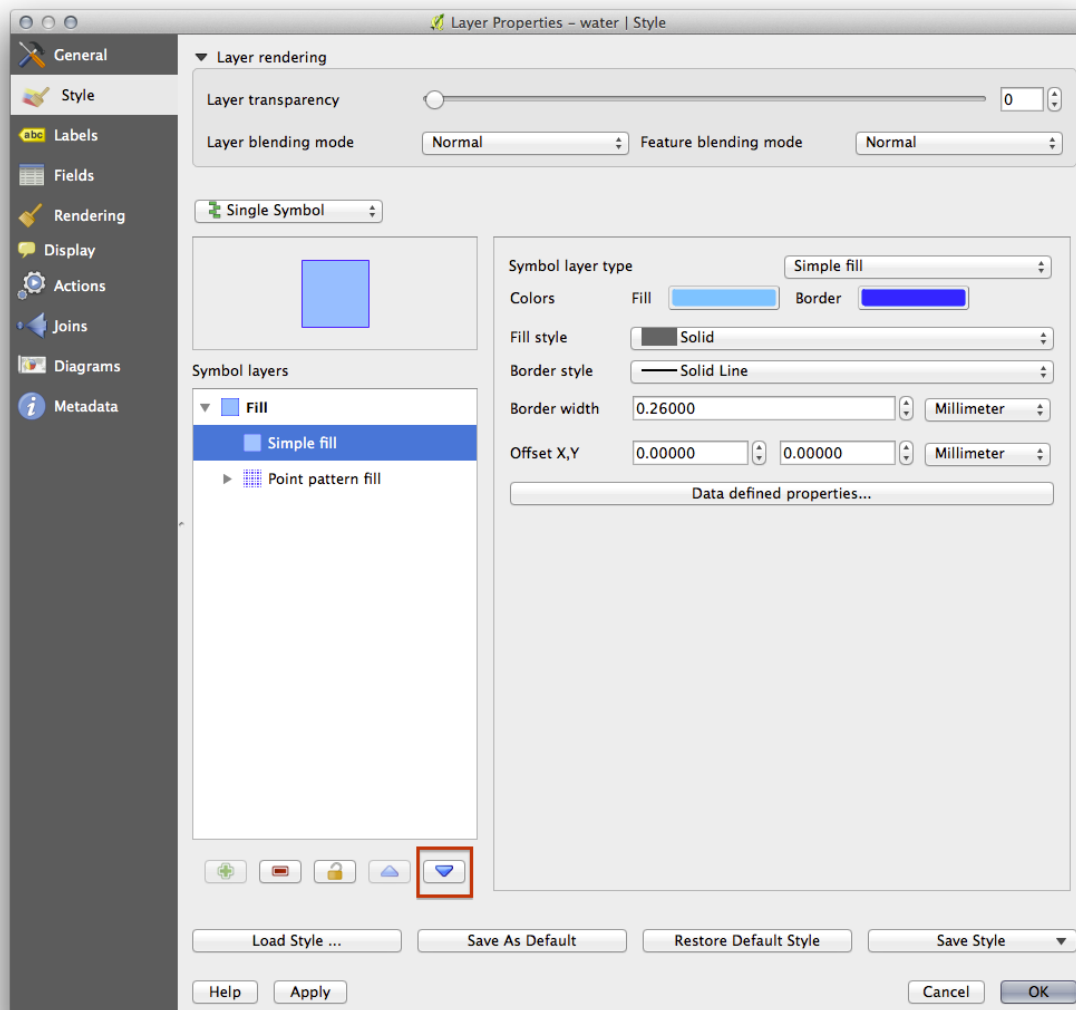 Layer Properties – water | Style
General
Style
abc Labels
Fields
Rendering
Display
Actions
Joins
Diagrams
i Metadata
Layer rendering
Layer transparency 0
Layer blending mode Normal Feature blending mode Normal
Single Symbol
Symbol layers
Fill
Simple fill
Point pattern fill
Symbol layer type Simple fill
Colors Fill Border
Fill style Solid
Border style Solid Line
Border width 0.26000 Millimeter
Offset X,Y 0.00000 0.00000 Millimeter
Data defined properties...
Load Style ... Save As Default Restore Default Style Save Style
Help Apply Cancel OK